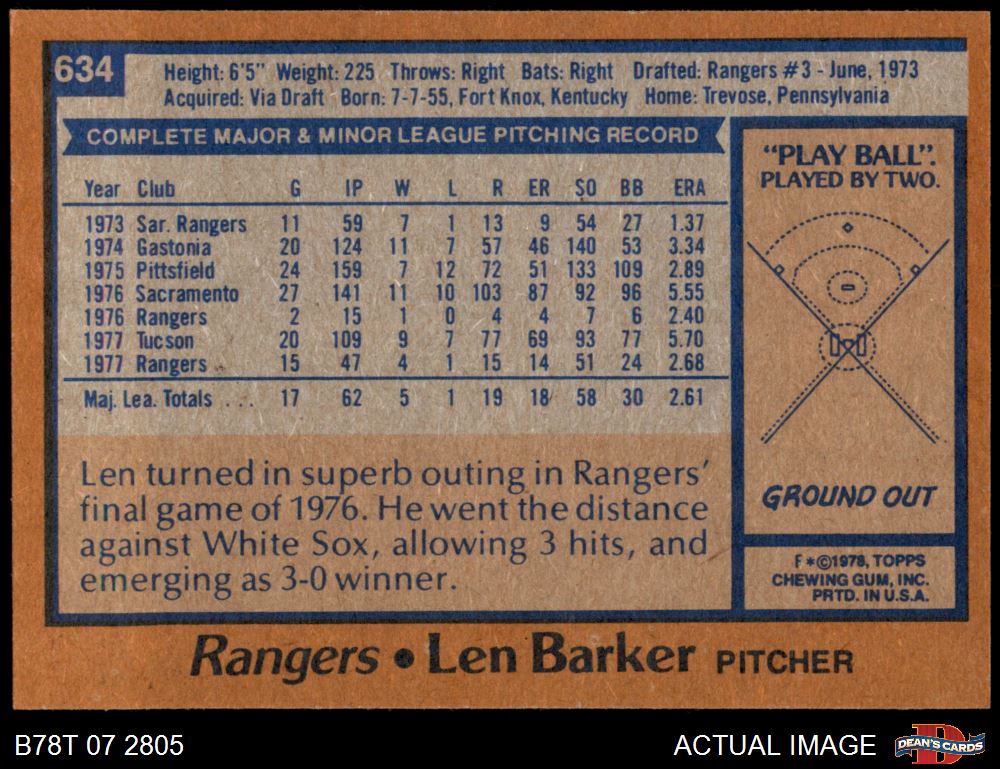 634
Height: 6'5" Weight: 225 Throws: Right Bats: Right Drafted: Rangers #3 - June, 1973
Acquired: Via Draft Born: 7-7-55, Fort Knox, Kentucky Home: Trevose, Pennsylvania
COMPLETE MAJOR & MINOR LEAGUE PITCHING RECORD
Year Club G IP W L R ER SO BB ERA
1973 Sar. Rangers 11 59 7 1 13 9 54 27 1.37
1974 Gastonia 20 124 11 7 57 46 140 53 3.34
1975 Pittsfield 24 159 7 12 72 51 133 109 2.89
1976 Sacramento 27 141 11 10 103 87 92 96 5.55
1976 Rangers 2 15 1 0 4 4 7 6 2.40
1977 Tucson 20 109 9 7 77 69 93 77 5.70
1977 Rangers 15 47 4 1 15 14 51 24 2.68
Maj. Lea. Totals . . . 17 62 5 1 19 18 58 30 2.61
Len turned in superb outing in Rangers'
final game of 1976. He went the distance
against White Sox, allowing 3 hits, and
emerging as 3-0 winner.
"PLAY BALL".
PLAYED BY TWO.
GROUND OUT
F*©1978, TOPPS
CHEWING GUM, INC.
PRTD. IN U.S.A.
Rangers • Len Barker PITCHER
B78T 07 2805
ACTUAL IMAGE
DEAN'S CARDS